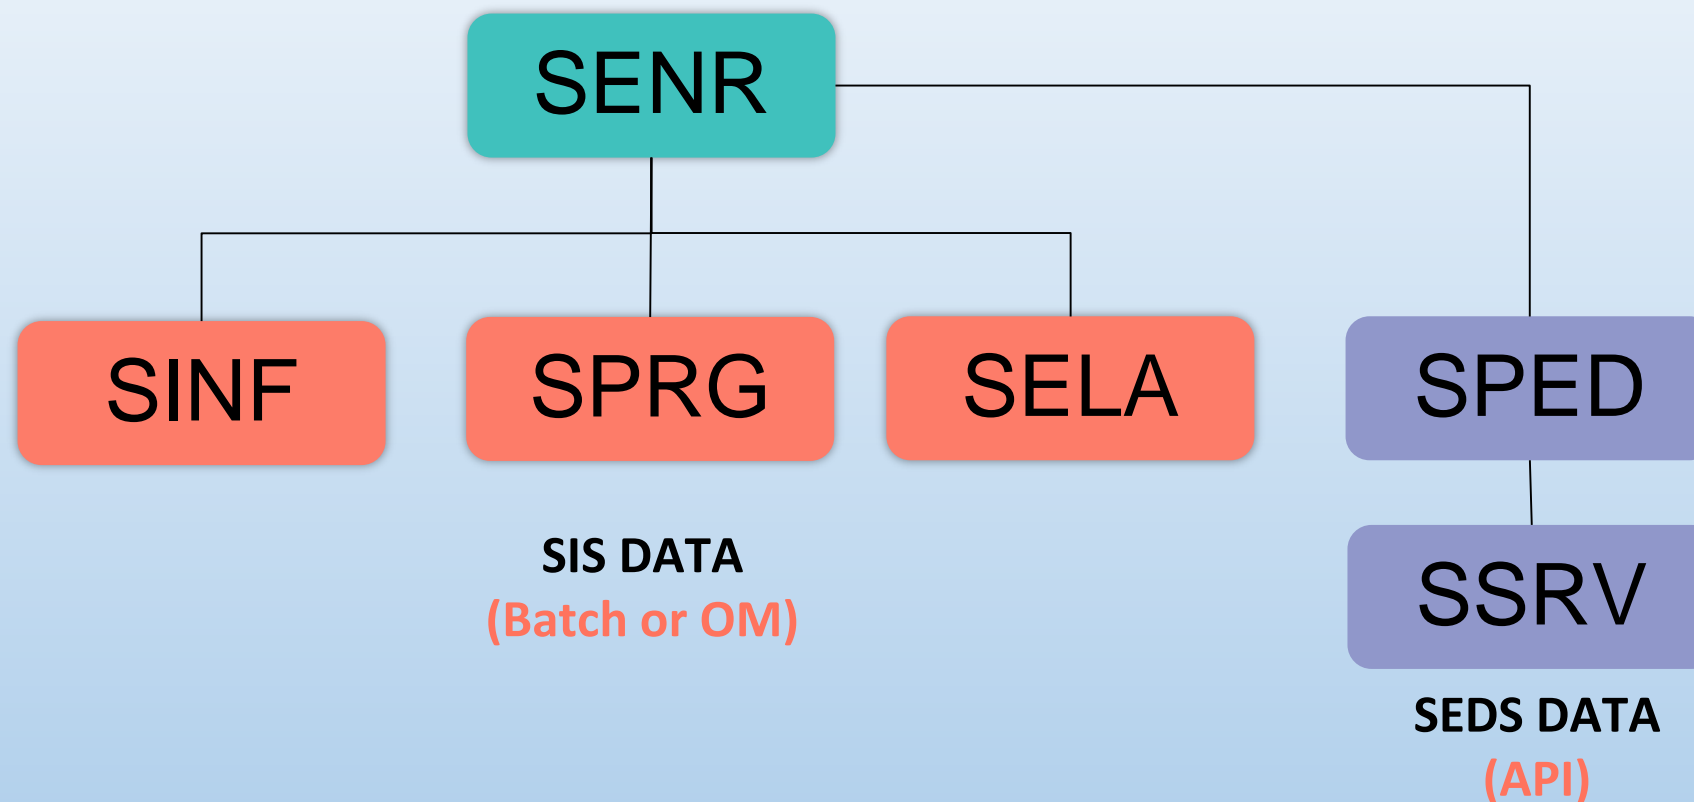 SENR
SINF
SPRG
SELA
SPED
SSRV
SIS DATA
(Batch or OM)
SEDS DATA
(API)